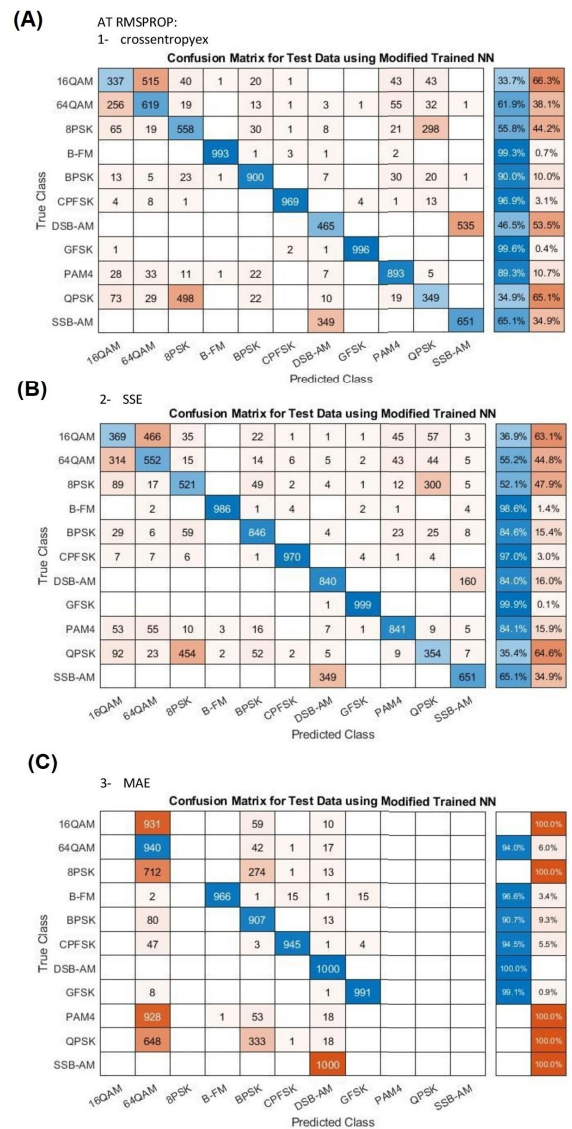 (A)
AT RMSPROP:
1- crossentropyex
Confusion Matrix for Test Data using Modified Trained NN
16QAM 337 515 40 1 20 1 43 43 33.7% 66.3%
64QAM 256 619 19 13 1 3 1 55 32 1 61.9% 38.1%
8PSK 65 19 558 30 1 8 21 298 55.8% 44.2%
B-FM 993 1 3 1 2 99.3% 0.7%
BPSK 13 5 23 1 900 7 30 20 1 90.0% 10.0%
CPFSK 4 8 1 969 4 1 13 96.9% 3.1%
DSB-AM 465 535 46.5% 53.5%
GFSK 1 2 1 996 99.6% 0.4%
PAM4 28 33 11 1 22 7 893 5 89.3% 10.7%
QPSK 73 29 498 22 10 19 349 34.9% 65.1%
SSB-AM 349 651 65.1% 34.9%
True Class
16QAM 64QAM 8PSK B-FM BPSK CPFSK DSB-AM GFSK PAM4 QPSK SSB-AM
Predicted Class
(B)
2- SSE
Confusion Matrix for Test Data using Modified Trained NN
16QAM 369 466 35 22 1 1 1 45 57 3 36.9% 63.1%
64QAM 314 552 15 14 6 5 2 43 44 5 55.2% 44.8%
8PSK 89 17 521 49 2 4 1 12 300 5 52.1% 47.9%
B-FM 2 986 1 4 2 1 4 98.6% 1.4%
BPSK 29 6 59 846 4 23 25 8 84.6% 15.4%
CPFSK 7 7 6 1 970 4 1 4 97.0% 3.0%
DSB-AM 840 160 84.0% 16.0%
GFSK 1 999 99.9% 0.1%
PAM4 53 55 10 3 16 7 1 841 9 5 84.1% 15.9%
QPSK 92 23 454 2 52 2 5 9 354 7 35.4% 64.6%
SSB-AM 349 651 65.1% 34.9%
True Class
16QAM 64QAM 8PSK B-FM BPSK CPFSK DSB-AM GFSK PAM4 QPSK SSB-AM
Predicted Class
(C)
3- MAE
Confusion Matrix for Test Data using Modified Trained NN
16QAM 931 59 10 100.0%
64QAM 940 42 1 17 94.0% 6.0%
8PSK 712 274 1 13 100.0%
B-FM 2 966 1 15 1 15 96.6% 3.4%
BPSK 80 907 13 90.7% 9.3%
CPFSK 47 3 945 1 4 94.5% 5.5%
DSB-AM 1000 100.0%
GFSK 8 1 991 99.1% 0.9%
PAM4 928 1 53 18 100.0%
QPSK 648 333 1 18 100.0%
SSB-AM 1000 100.0%
True Class
16QAM 64QAM 8PSK B-FM BPSK CPFSK DSB-AM GFSK PAM4 QPSK SSB-AM
Predicted Class